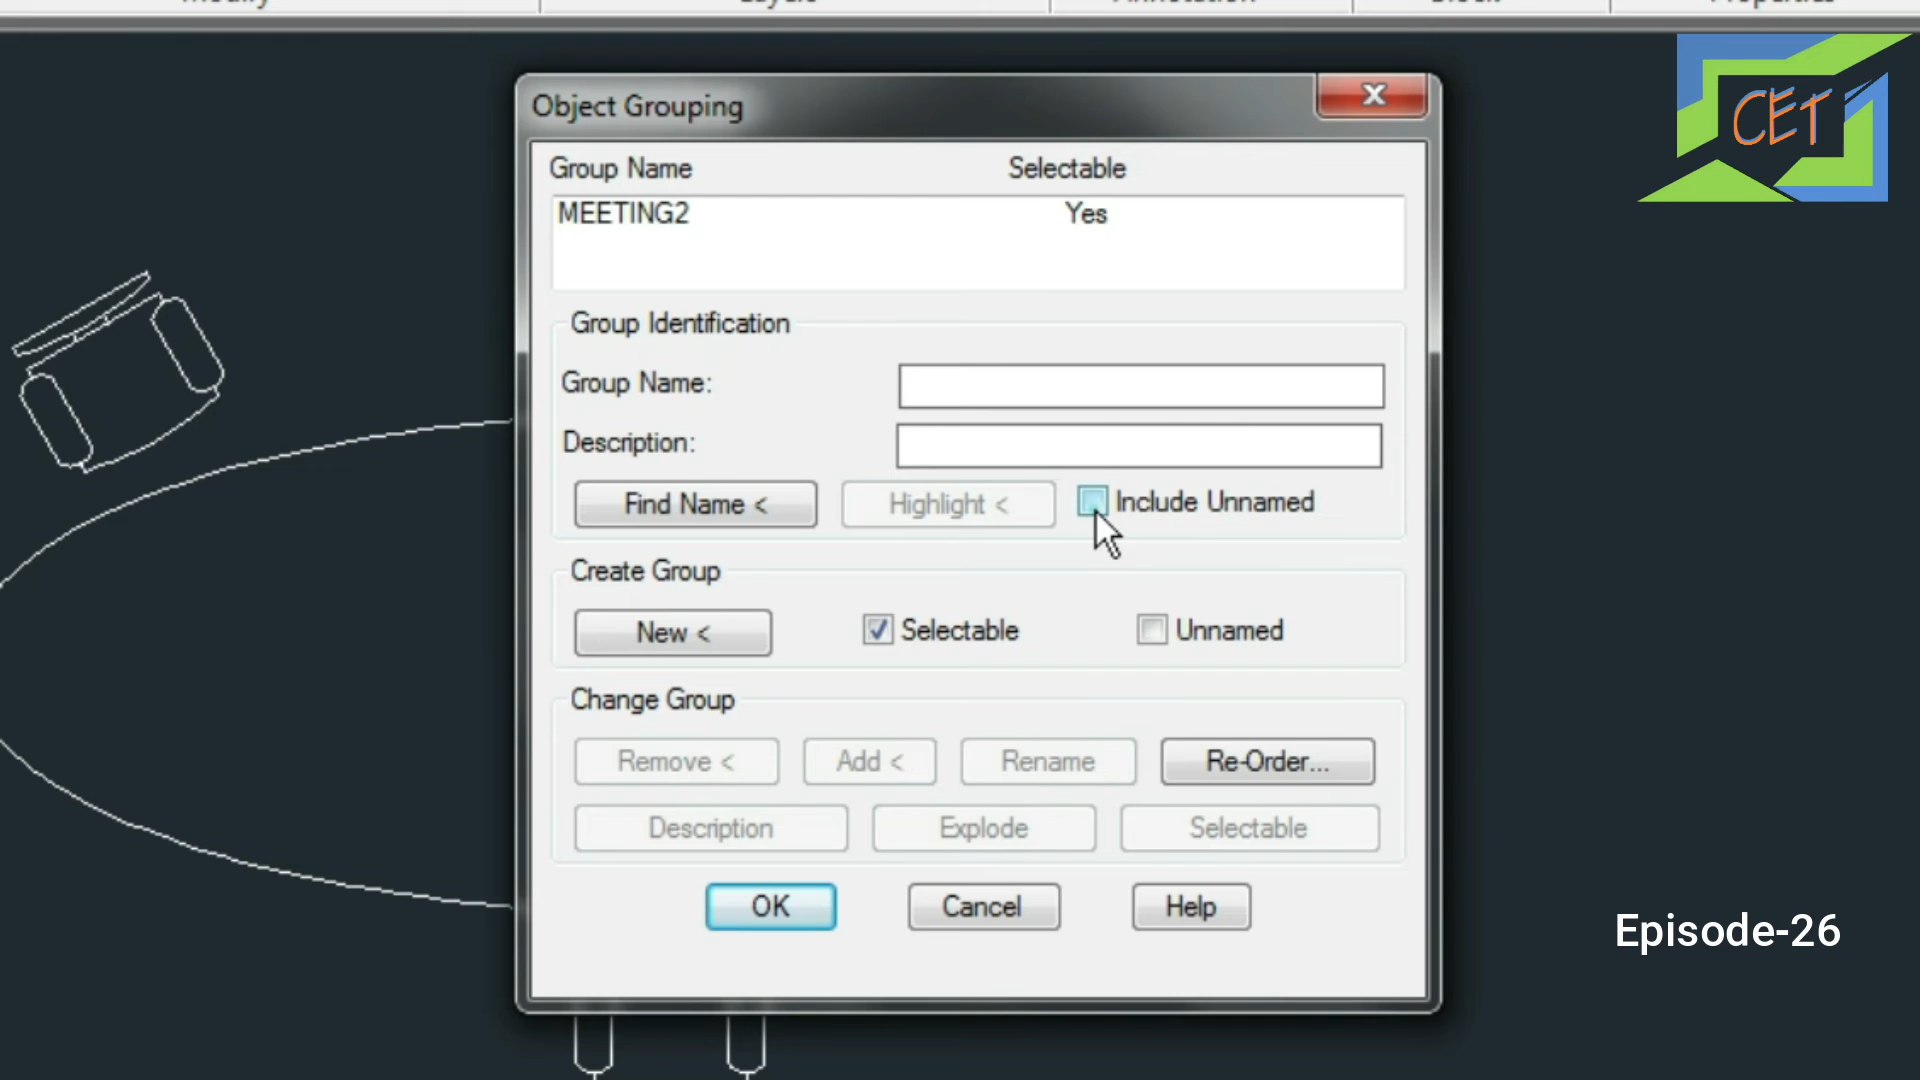 CET
Object Grouping
Group Name Selectable
MEETING2 Yes
Group Identification
Group Name:
Description:
Find Name < Highlight < Include Unnamed
Create Group
New < Selectable Unnamed
Change Group
Remove < Add < Rename Re-Order...
Description Explode Selectable
OK Cancel Help
Episode-26